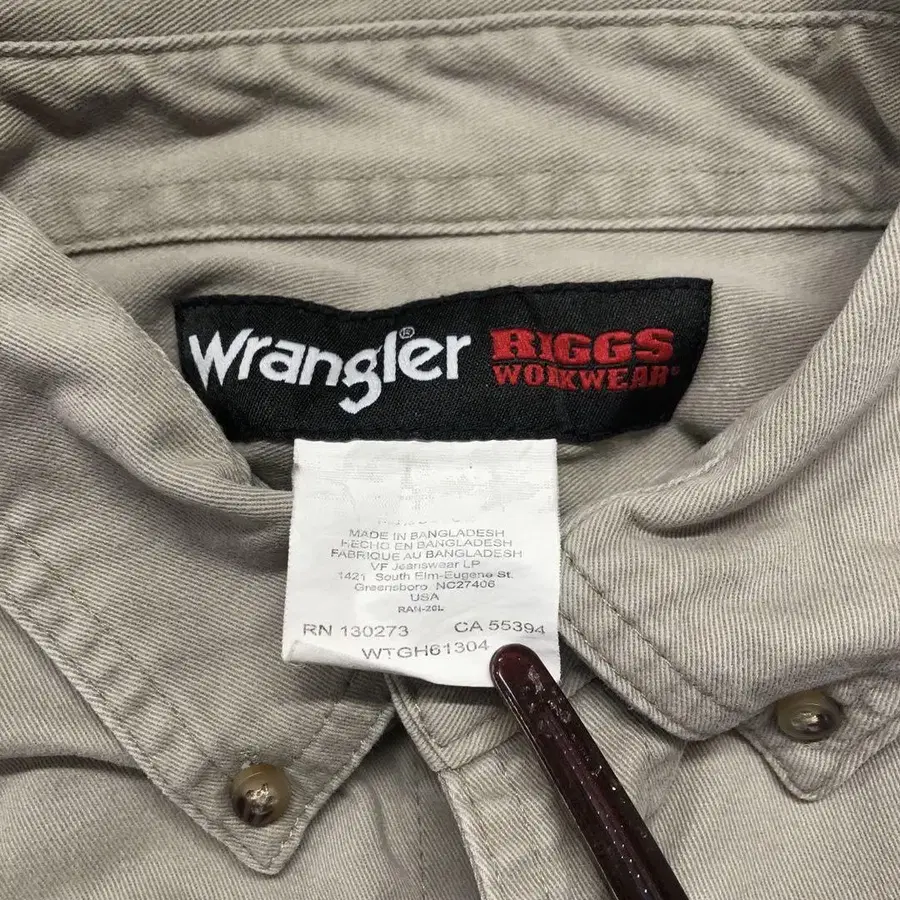 Wrangler®
RIGGS
WORKWEAR®
MADE IN BANGLADESH
HECHO EN BANGLADESH
FABRIQUE AU BANGLADESH
VF Jeanswear LP
1421 South Elm-Eugene St.
Greensboro NC27406
USA
RAN-26L
RN 130273 CA 55394
WTGH61304